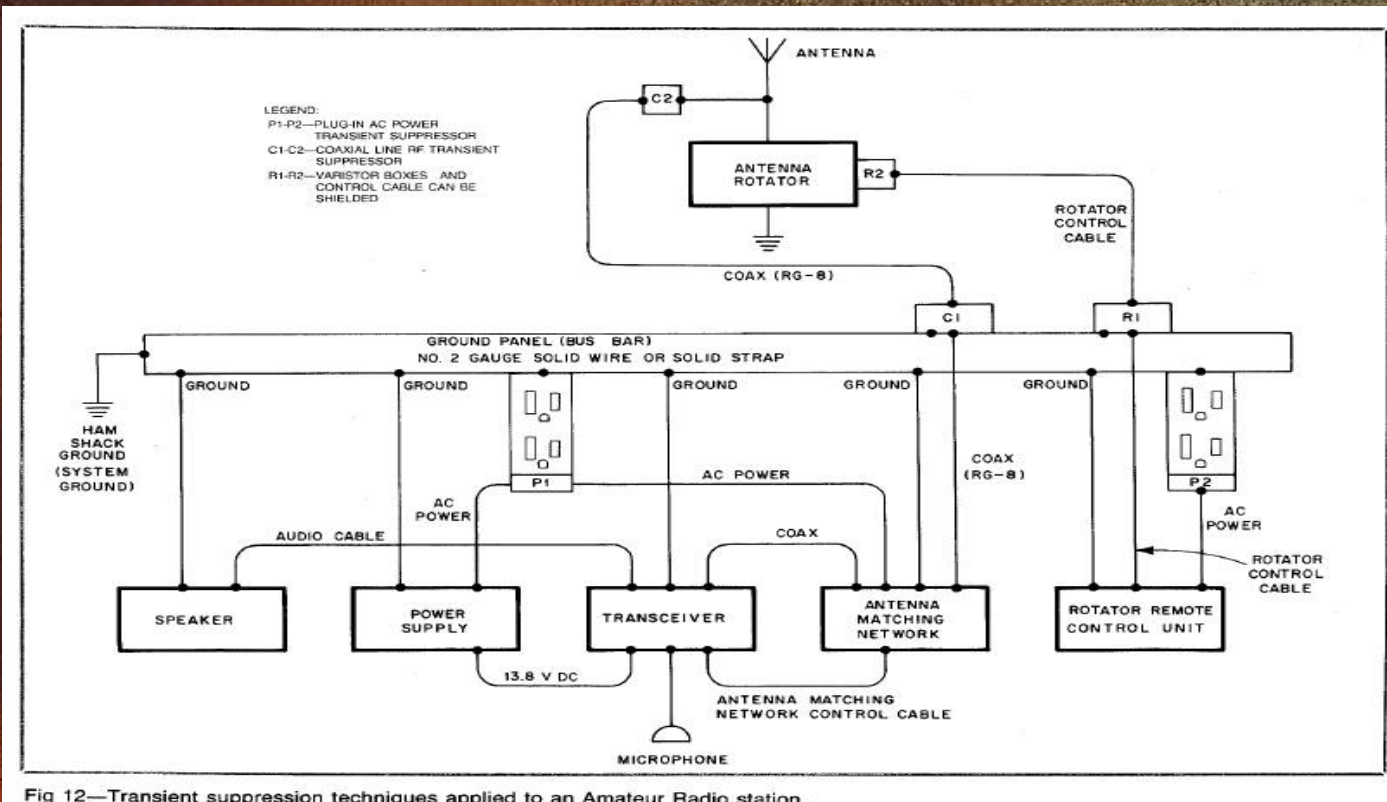 ANTENNA
C2
LEGEND:
P1-P2—PLUG-IN AC POWER
TRANSIENT SUPPRESSOR
C1-C2—COAXIAL LINE RF TRANSIENT
SUPPRESSOR
R1-R2—VARISTOR BOXES AND
CONTROL CABLE CAN BE
SHIELDED
ANTENNA
ROTATOR
R2
ROTATOR
CONTROL
CABLE
COAX (RG-8)
C1
R1
GROUND PANEL (BUS BAR)
NO. 2 GAUGE SOLID WIRE OR SOLID STRAP
GROUND
GROUND
GROUND
GROUND
GROUND
HAM
SHACK
GROUND
(SYSTEM
GROUND)
P1
AC POWER
COAX
(RG-8)
P2
AC
POWER
AC
POWER
AUDIO CABLE
COAX
ROTATOR
CONTROL
CABLE
SPEAKER
POWER
SUPPLY
TRANSCEIVER
ANTENNA
MATCHING
NETWORK
ROTATOR REMOTE
CONTROL UNIT
13.8 V DC
ANTENNA MATCHING
NETWORK CONTROL CABLE
MICROPHONE
Fig 12—Transient suppression techniques applied to an Amateur Radio station.